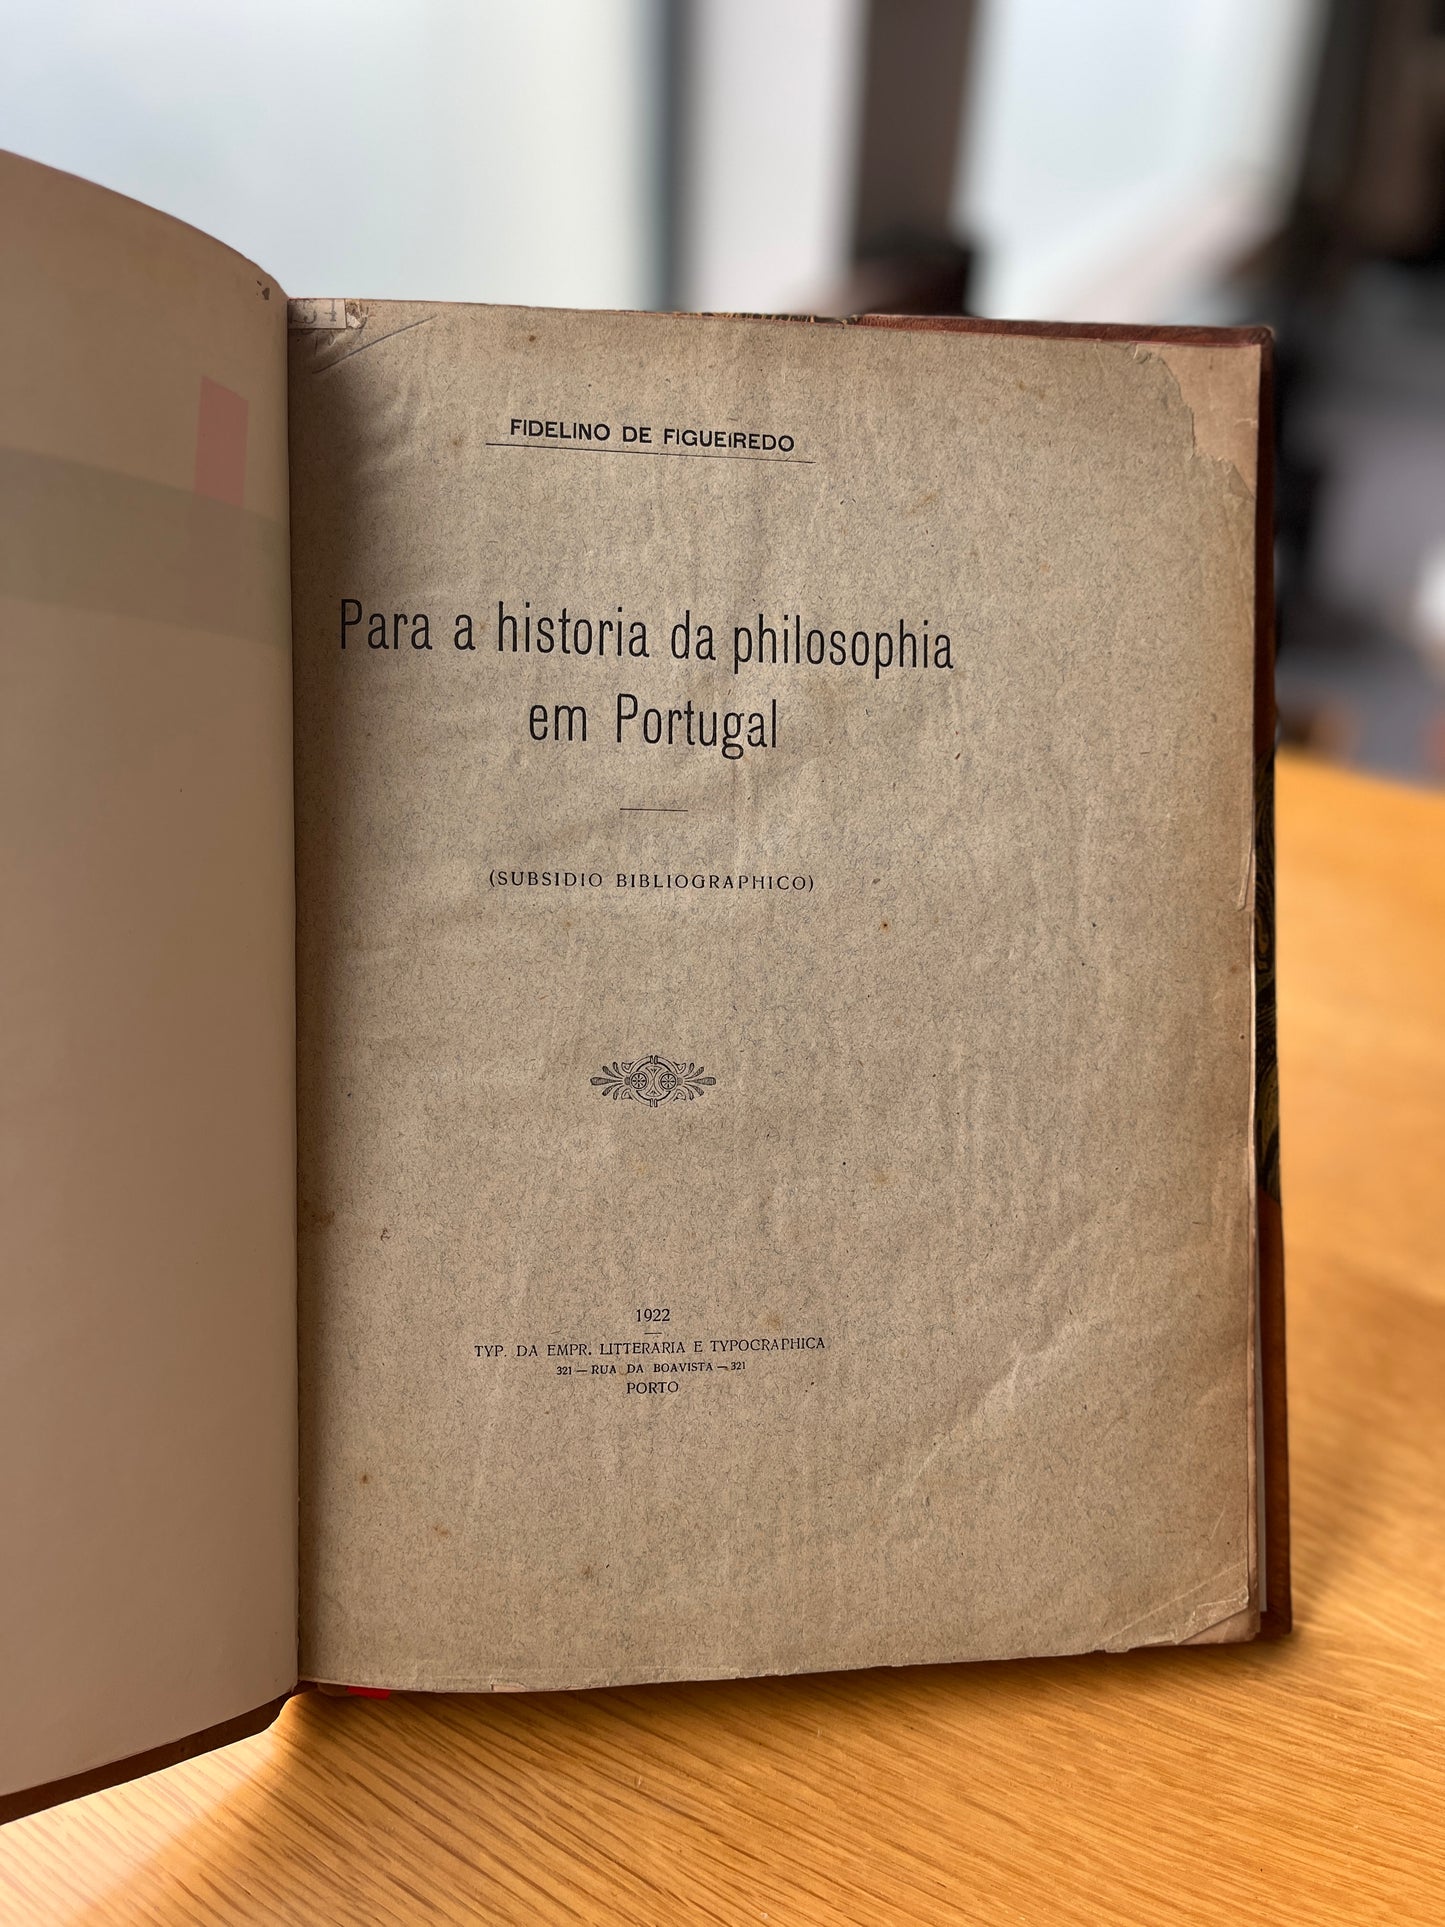 FIDELINO DE FIGUEIREDO
Para a historia da philosophia
em Portugal
(SUBSIDIO BIBLIOGRAPHICO)
1922
TYP. DA EMPR. LITTERARIA E TYPOGRAPHICA
321 — RUA DA BOAVISTA — 321
PORTO